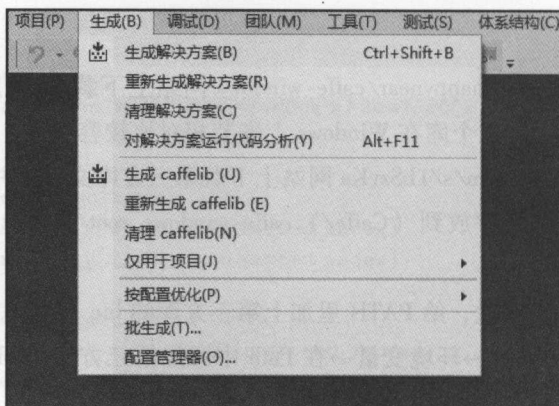 项目(P) 生成(B) 调试(D) 团队(M) 工具(T) 测试(S) 体系结构(C)
生成解决方案(B) Ctrl+Shift+B
重新生成解决方案(R)
清理解决方案(C)
对解决方案运行代码分析(Y) Alt+F11
生成 caffelib (U)
重新生成 caffelib (E)
清理 caffelib(N)
仅用于项目(J)
按配置优化(P)
批生成(T)...
配置管理器(O)...